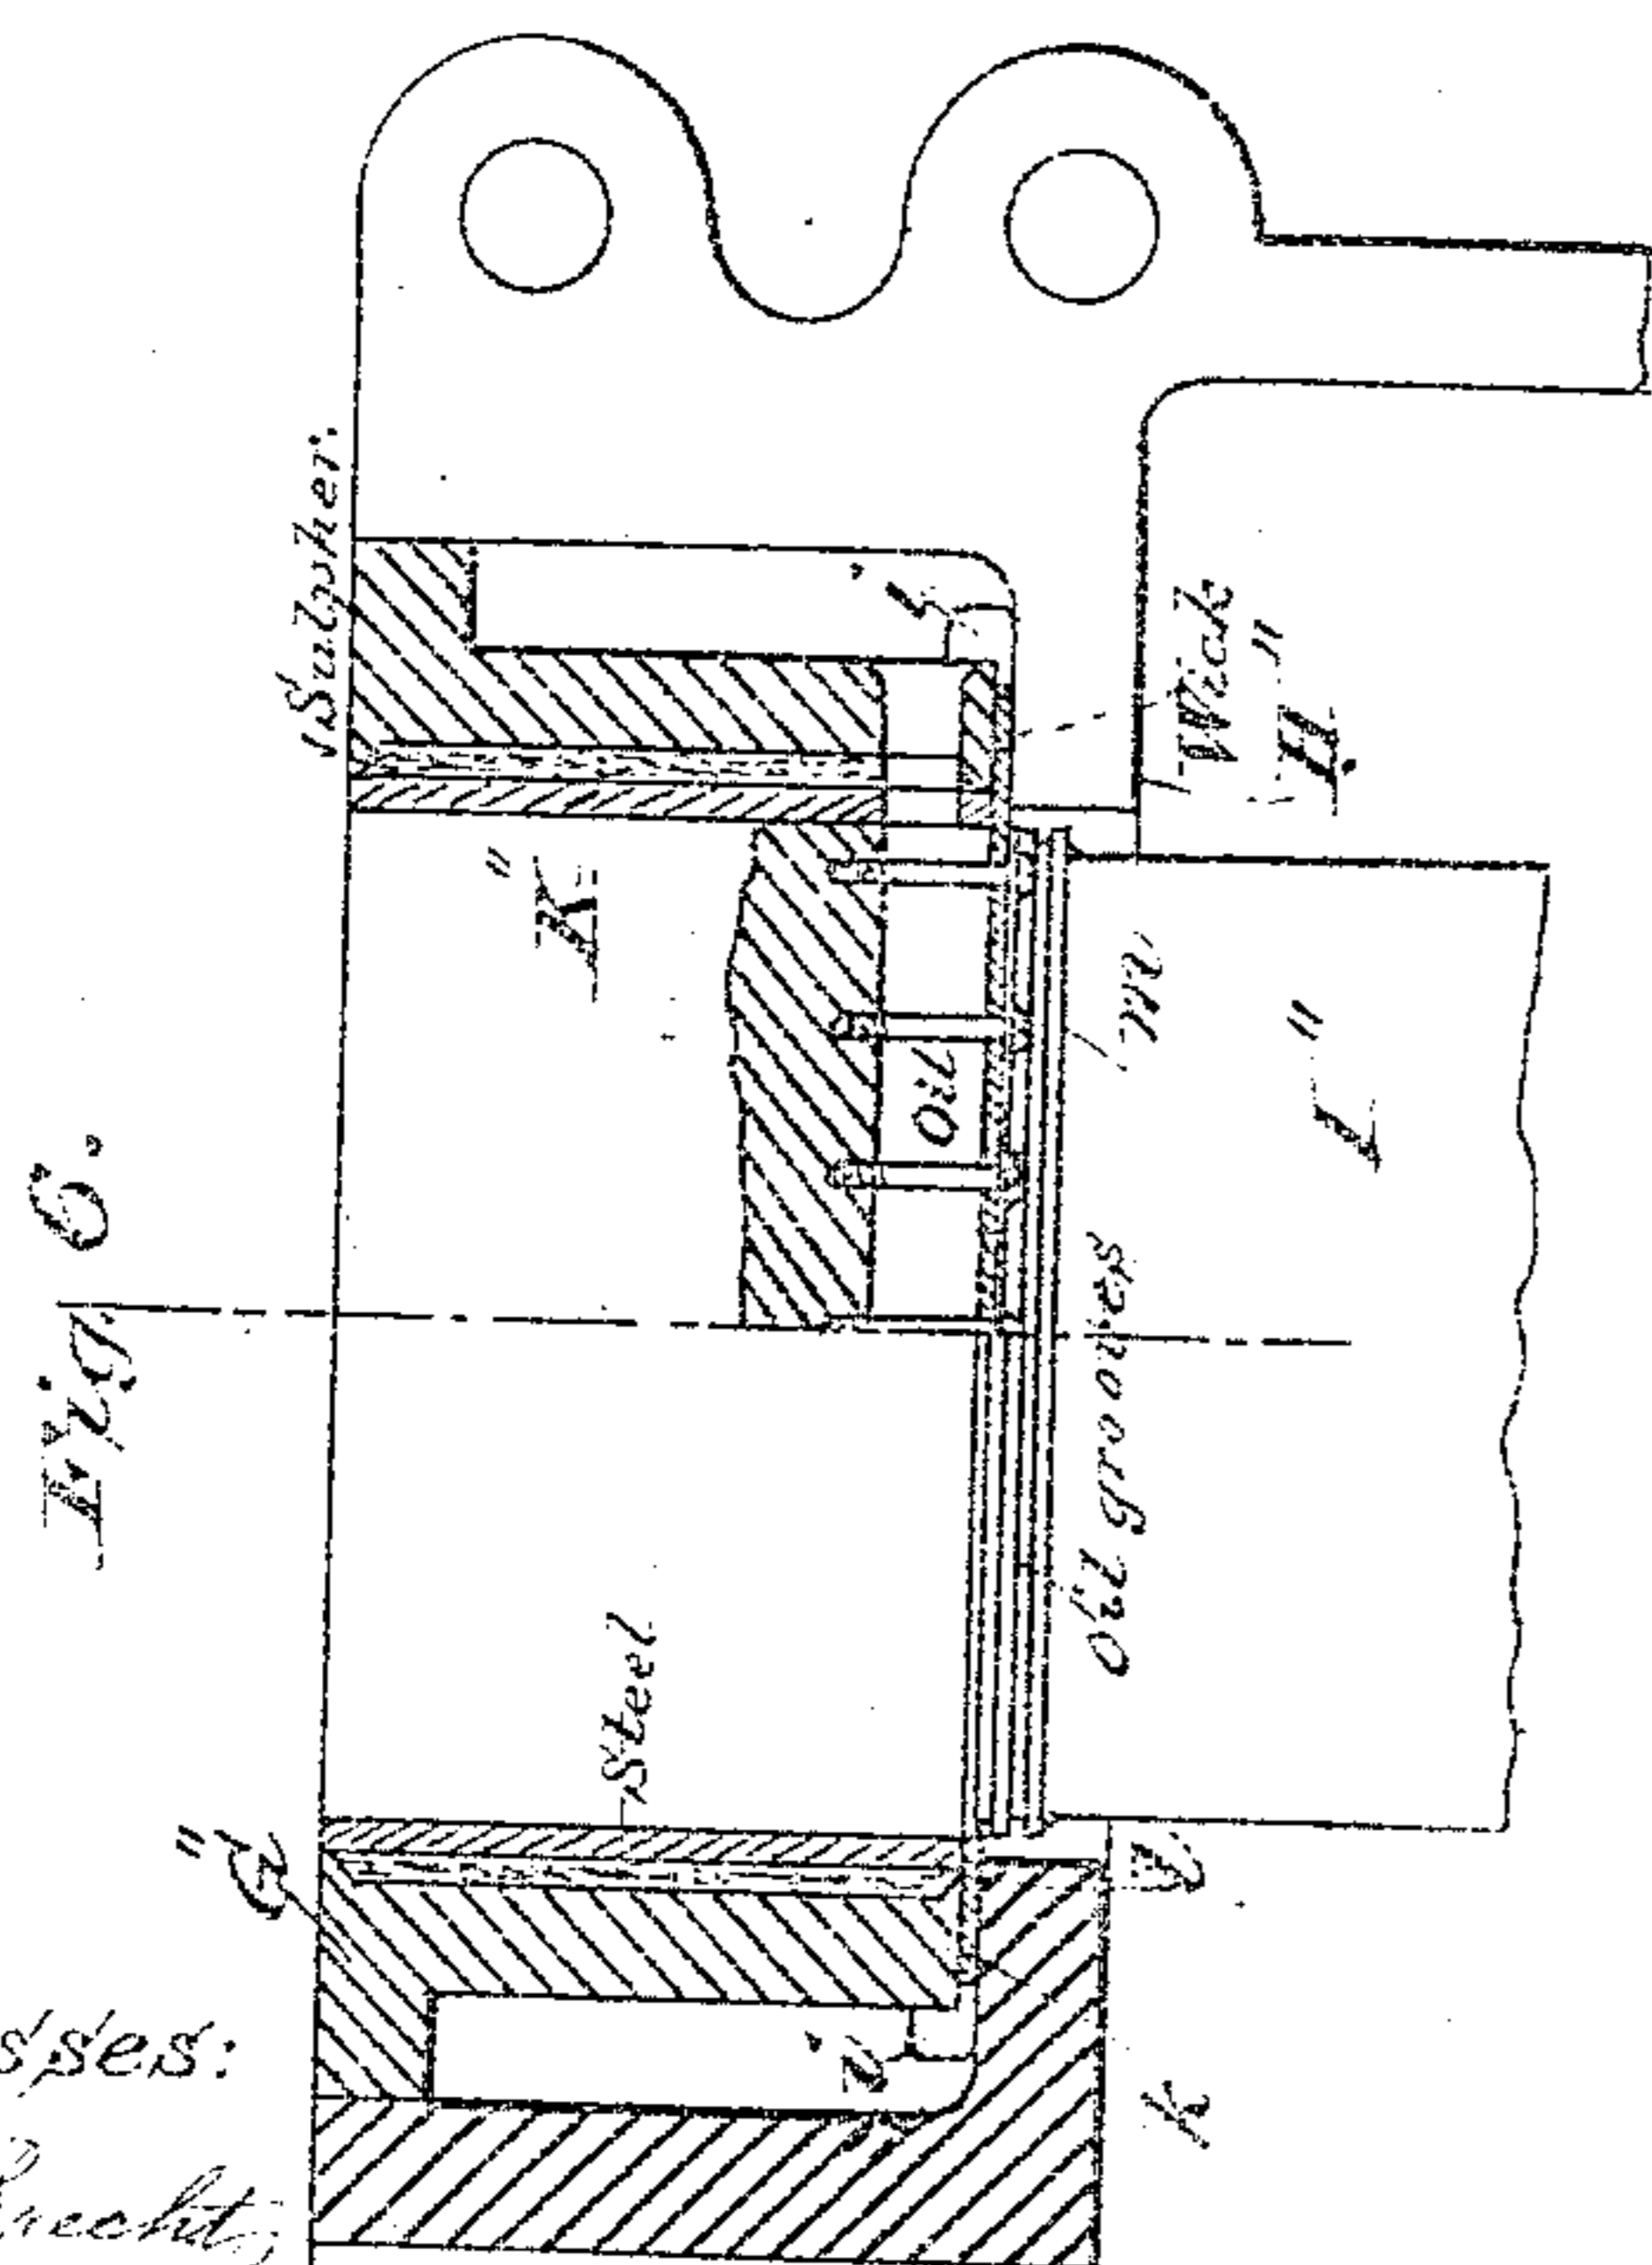 Fig 6.
Sulpher.
"K"
Wick
"H"
m
oil
"I"
oil Grooves
Steel
"G"
k
sses: